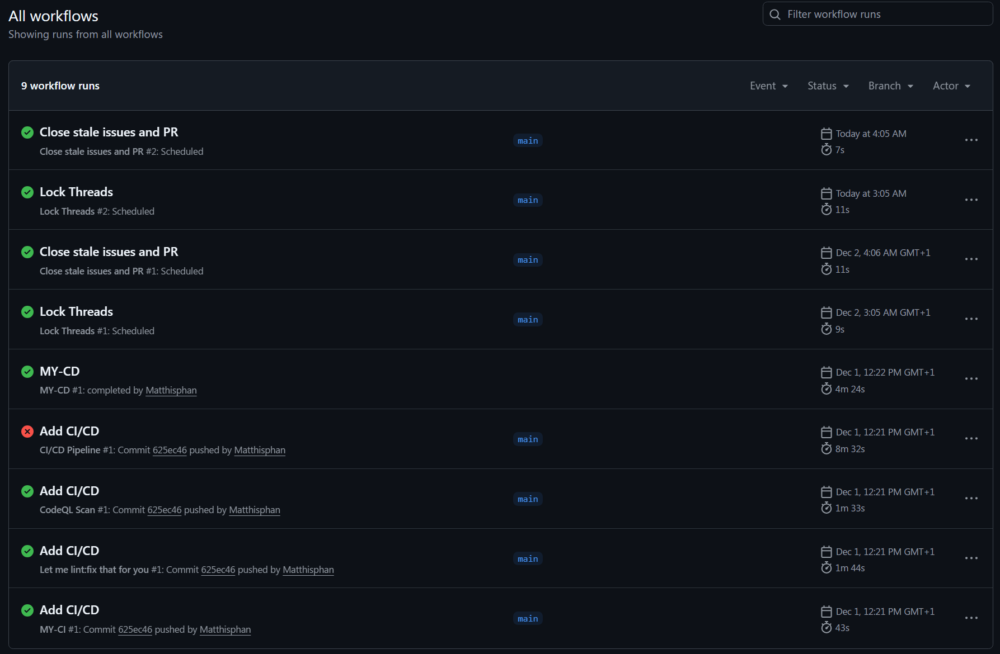 All workflows
Filter workflow runs
Showing runs from all workflows
9 workflow runs
Event
Status
Branch
Actor
Close stale issues and PR
Close stale issues and PR #2: Scheduled
main
Today at 4:05 AM
7s
Lock Threads
Lock Threads #2: Scheduled
main
Today at 3:05 AM
11s
Close stale issues and PR
Close stale issues and PR #1: Scheduled
main
Dec 2, 4:06 AM GMT+1
11s
Lock Threads
Lock Threads #1: Scheduled
main
Dec 2, 3:05 AM GMT+1
9s
MY-CD
MY-CD #1: completed by Matthisphan
Dec 1, 12:22 PM GMT+1
4m 24s
Add CI/CD
CI/CD Pipeline #1: Commit 625ec46 pushed by Matthisphan
main
Dec 1, 12:21 PM GMT+1
8m 32s
Add CI/CD
CodeQL Scan #1: Commit 625ec46 pushed by Matthisphan
main
Dec 1, 12:21 PM GMT+1
1m 33s
Add CI/CD
Let me lint:fix that for you #1: Commit 625ec46 pushed by Matthisphan
main
Dec 1, 12:21 PM GMT+1
1m 44s
Add CI/CD
MY-CI #1: Commit 625ec46 pushed by Matthisphan
main
Dec 1, 12:21 PM GMT+1
43s